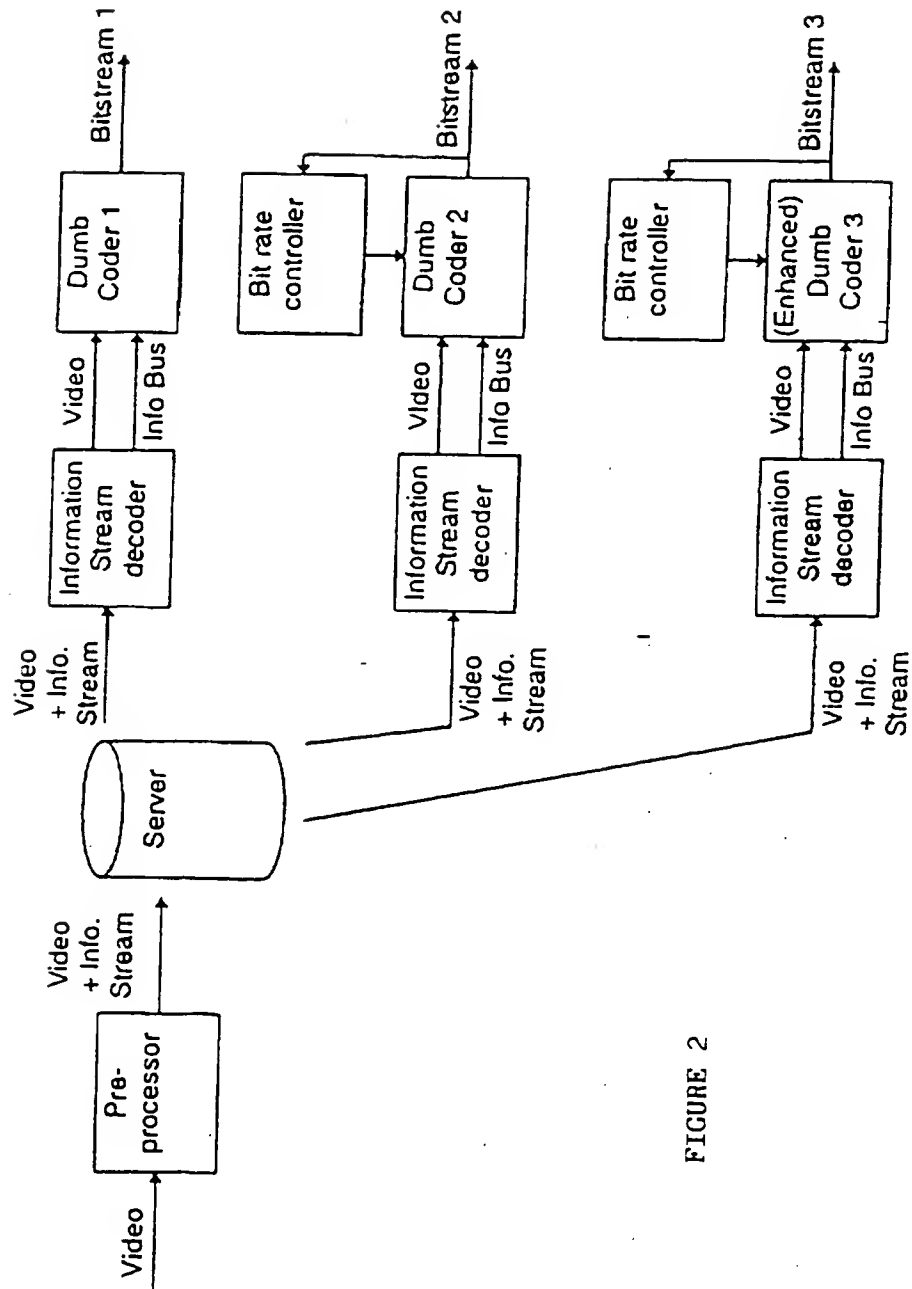 Video
Pre-
processor
Video
+ Info.
Stream
Server
Video
+ Info.
Stream
Information
Stream
decoder
Video
Info Bus
Dumb
Coder 1
Bitstream 1
Video
+ Info.
Stream
Information
Stream
decoder
Video
Info Bus
Bit rate
controller
Dumb
Coder 2
Bitstream 2
Video
+ Info.
Stream
Information
Stream
decoder
Video
Info Bus
Bit rate
controller
(Enhanced)
Dumb
Coder 3
Bitstream 3
FIGURE 2